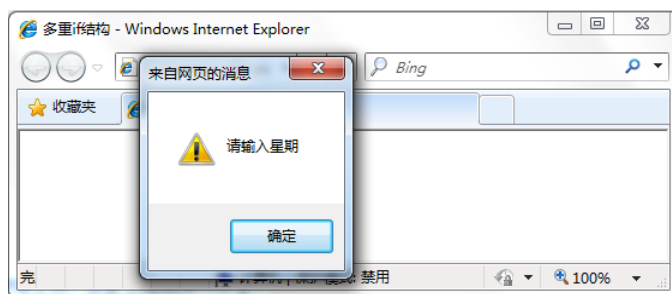 多重if结构 - Windows Internet Explorer
Bing
来自网页的消息
收藏夹
请输入星期
确定
完
禁用
100%